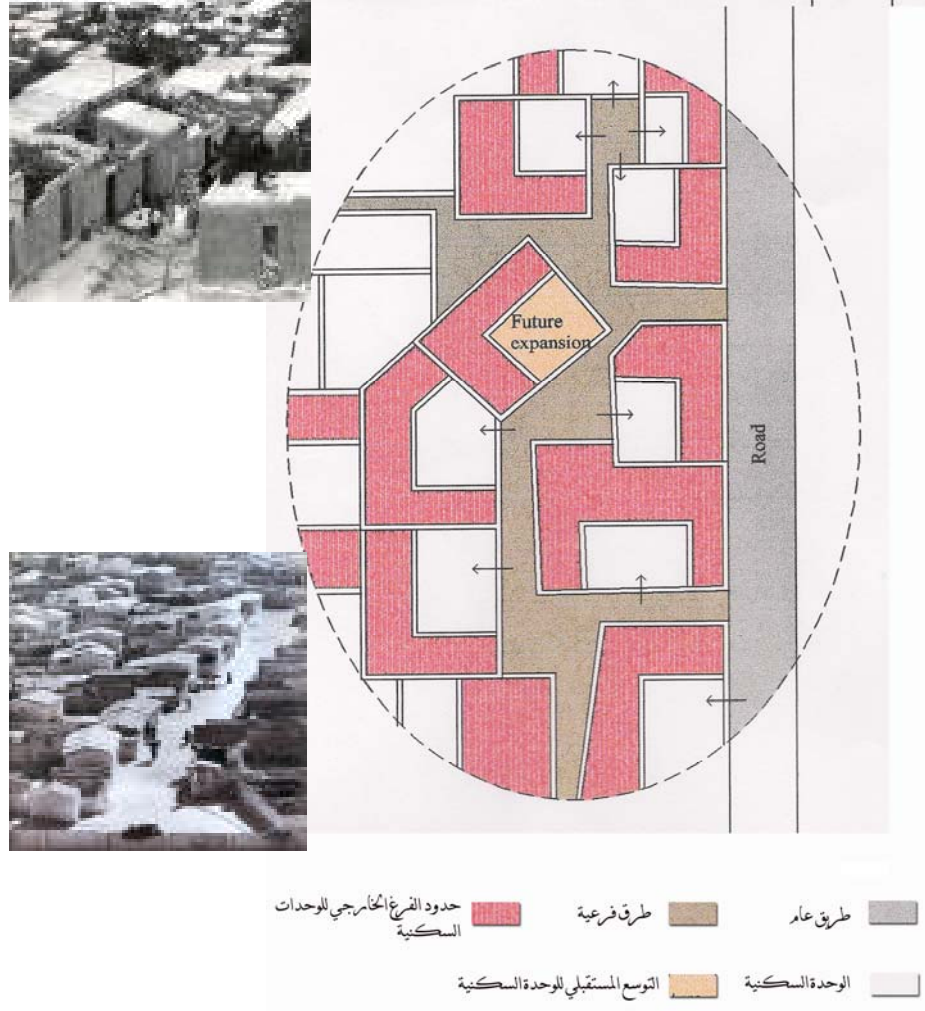 Future
expansion
Road
طريق عام
طرق فرعية
حدود الفرغ الخارجي للوحدات
السكنية
الوحدة السكنية
التوسع المستقبلي للوحدة السكنية